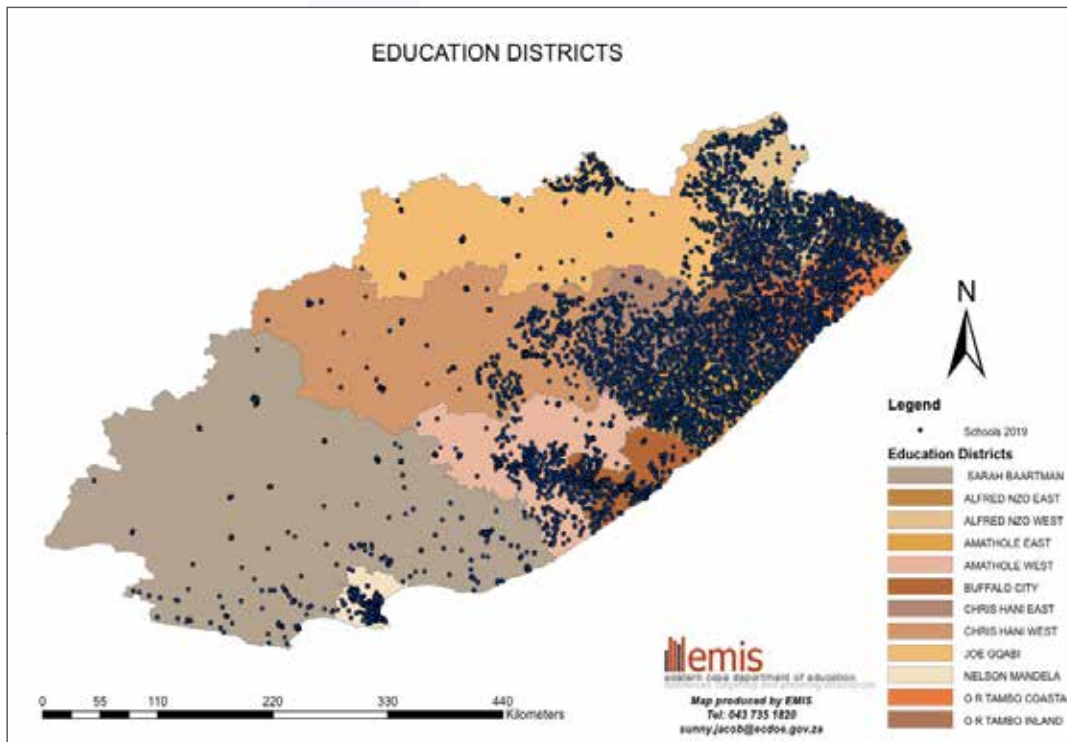 EDUCATION DISTRICTS
N
Legend
Schools 2019
Education Districts
SARAH BAARTMAN
ALFRED NZO EAST
ALFRED NZO WEST
AMATHOLE EAST
AMATHOLE WEST
BUFFALO CITY
CHRIS HANI EAST
CHRIS HANI WEST
JOE GQABI
NELSON MANDELA
O R TAMBO COASTA
O R TAMBO INLAND
emis
eastern cape department of education
Map produced by EMIS
Tel: 043 735 1820
sunny.jacob@ecdoe.gov.za
0 55 110 220 330 440
Kilometers